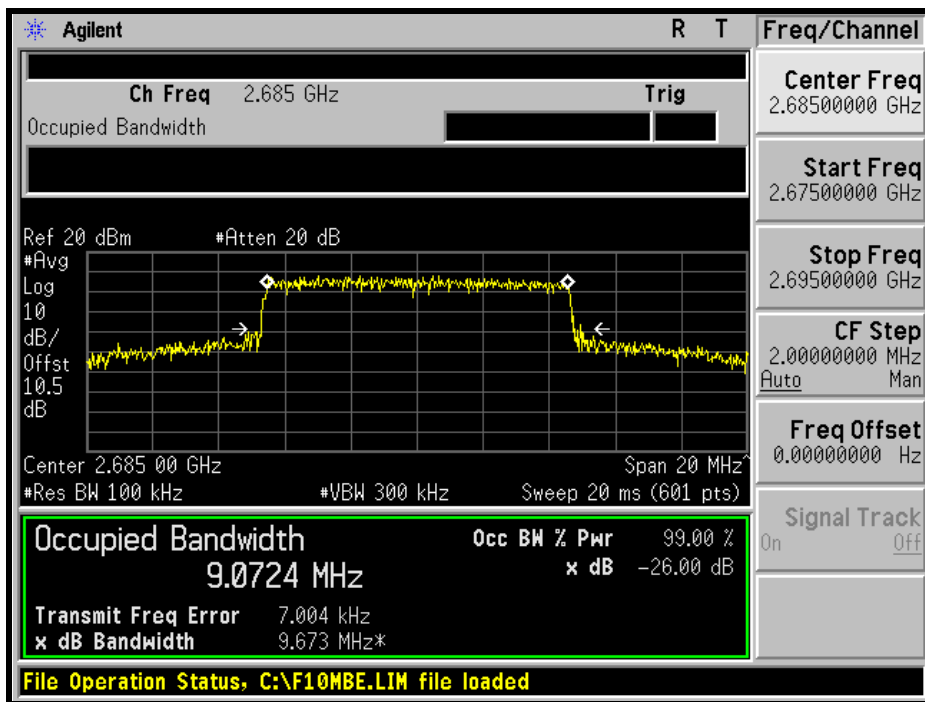 Agilent R T
Freq/Channel
Ch Freq 2.685 GHz Trig
Occupied Bandwidth
Center Freq
2.68500000 GHz
Start Freq
2.67500000 GHz
Stop Freq
2.69500000 GHz
CF Step
2.00000000 MHz
Auto Man
Freq Offset
0.00000000 Hz
Signal Track
On Off
Ref 20 dBm #Atten 20 dB
#Avg
Log
10
dB/
Offst
10.5
dB
Center 2.685 00 GHz Span 20 MHz^
#Res BW 100 kHz #VBW 300 kHz Sweep 20 ms (601 pts)
Occupied Bandwidth Occ BW % Pwr 99.00 %
9.0724 MHz x dB -26.00 dB
Transmit Freq Error 7.004 kHz
x dB Bandwidth 9.673 MHz*
File Operation Status, C:\F10MBE.LIM file loaded